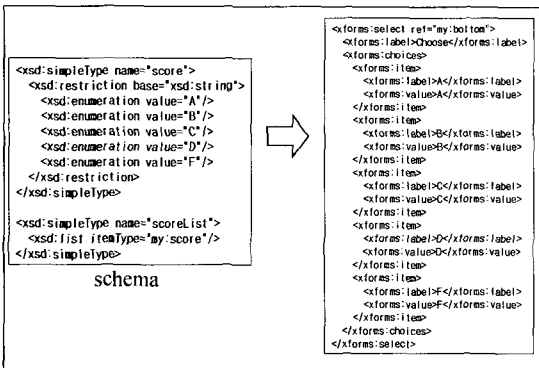 <xsd:simpleType name="score">
<xsd:restriction base="xsd:string">
<xsd:enumeration value="A"/>
<xsd:enumeration value="B"/>
<xsd:enumeration value="C"/>
<xsd:enumeration value="D"/>
<xsd:enumeration value="F"/>
</xsd:restriction>
</xsd:simpleType>
<xsd:simpleType name="scoreList">
<xsd:list itemType="my:score"/>
</xsd:simpleType>
schema
<xforms:select ref="my:bottom">
<xforms:label>Choose</xforms:label>
<xforms:choices>
<xforms:item>
<xforms:label>A</xforms:label>
<xforms:value>A</xforms:value>
</xforms:item>
<xforms:item>
<xforms:label>B</xforms:label>
<xforms:value>B</xforms:value>
</xforms:item>
<xforms:item>
<xforms:label>C</xforms:label>
<xforms:value>C</xforms:value>
</xforms:item>
<xforms:item>
<xforms:label>D</xforms:label>
<xforms:value>D</xforms:value>
</xforms:item>
<xforms:item>
<xforms:label>F</xforms:label>
<xforms:value>F</xforms:value>
</xforms:item>
</xforms:choices>
</xforms:select>